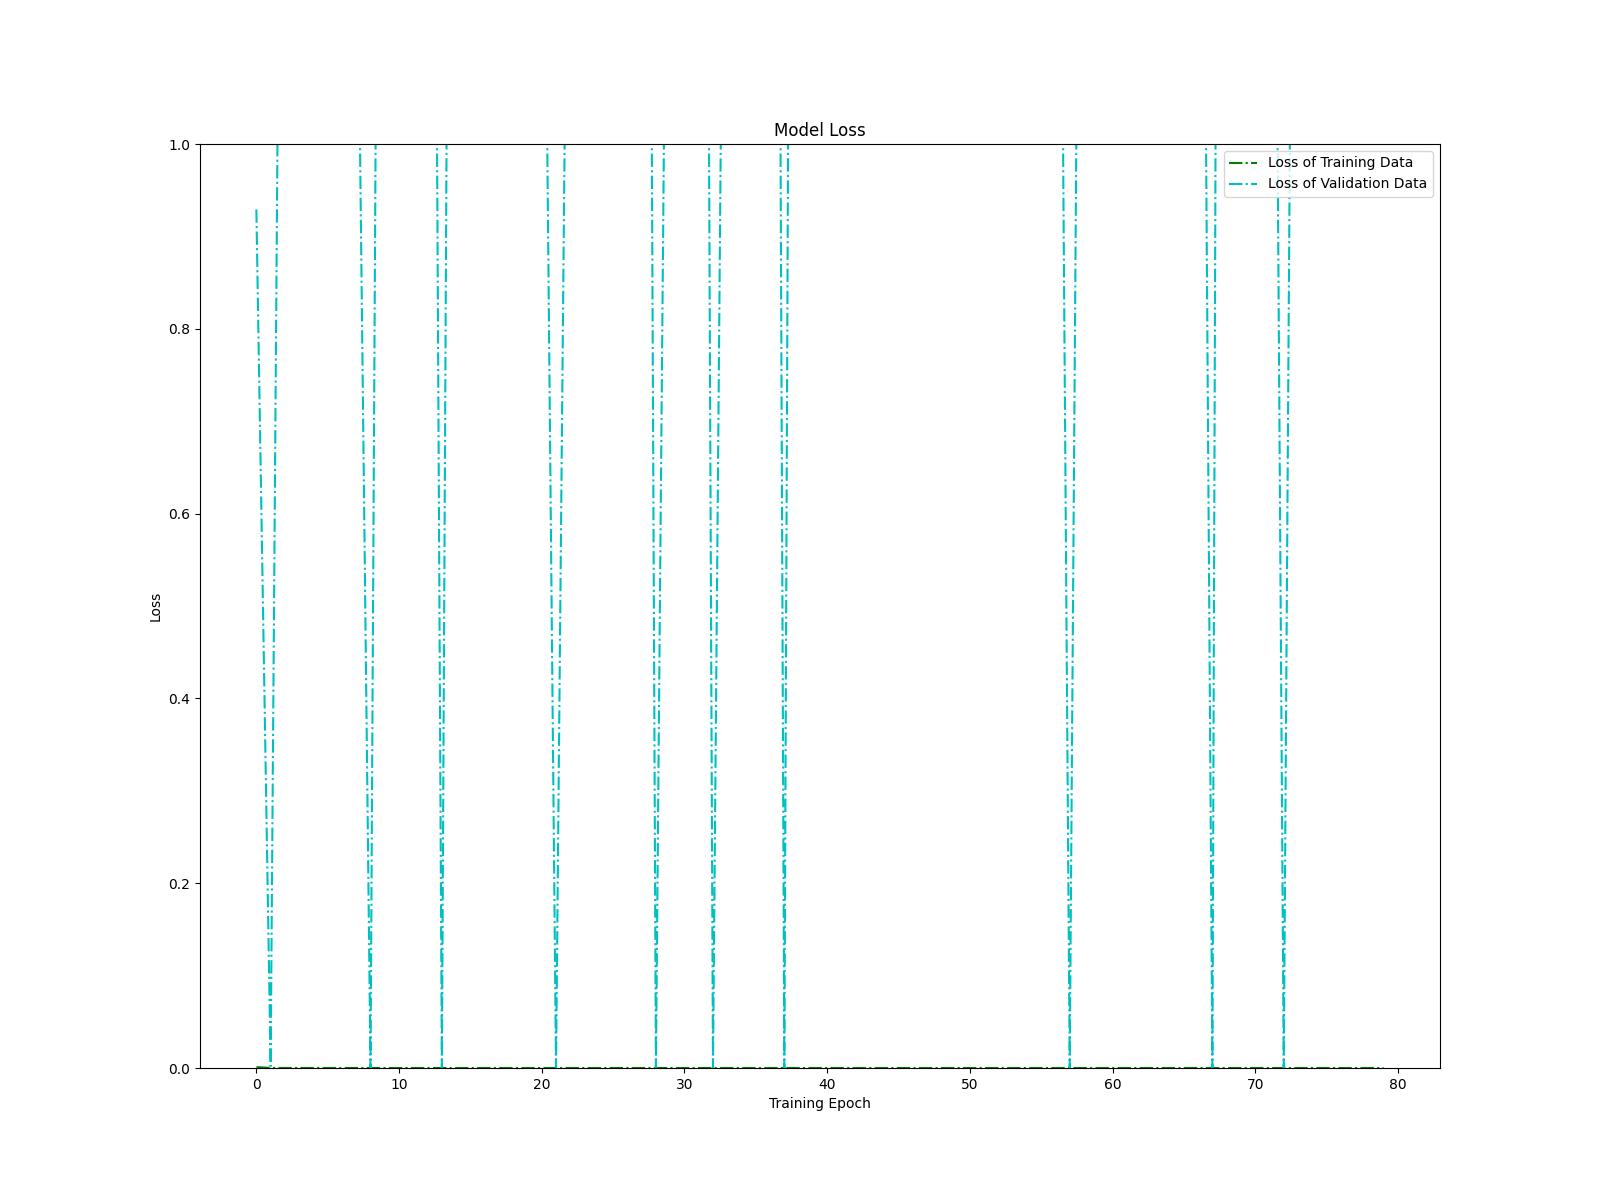 Model Loss
1.0
0.8
0.6
0.4
0.2
0.0
Loss
Loss of Training Data
Loss of Validation Data
0 10 20 30 40 50 60 70 80
Training Epoch